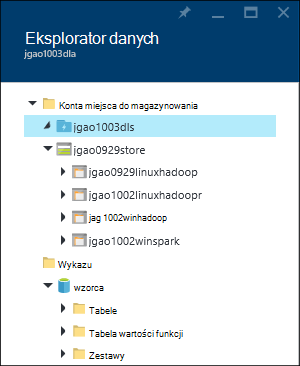 Eksplorator danych
jgao1003dla
Konta miejsca do magazynowania
jgao1003dls
jgao0929store
jgao0929linuxhadoop
jgao1002linuxhadoopr
jag 1002winhadoop
jgao1002winspark
Wykazu
wzorca
Tabele
Tabela wartości funkcji
Zestawy